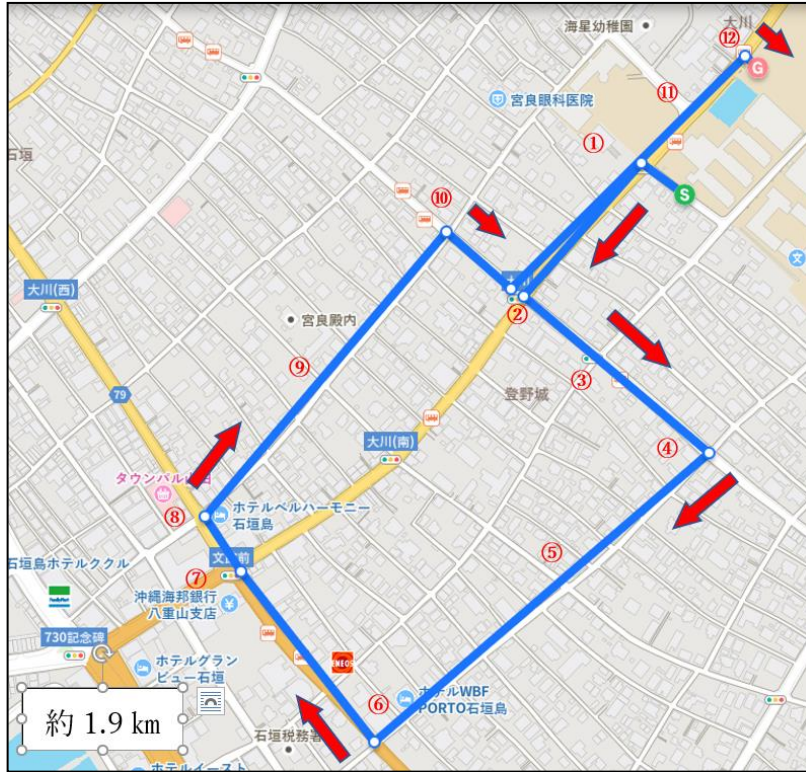 大川
海星幼稚園
⑫
G
⑪
宮良眼科医院
①
石垣
S
⑩
文
大川(西)
②
宮良殿内
③
⑨
登野城
79
大川(南)
④
⑧
ホテルベルハーモニー
石垣島
⑤
石垣島ホテルククル
⑦
沖縄海邦銀行
八重山支店
FamilyMart
730記念碑
ENEOS
ホテルグラン
ビュー石垣
⑥
ホテルWBF
PORTO石垣島
約 1.9 km
石垣税務署
ホテルイースト